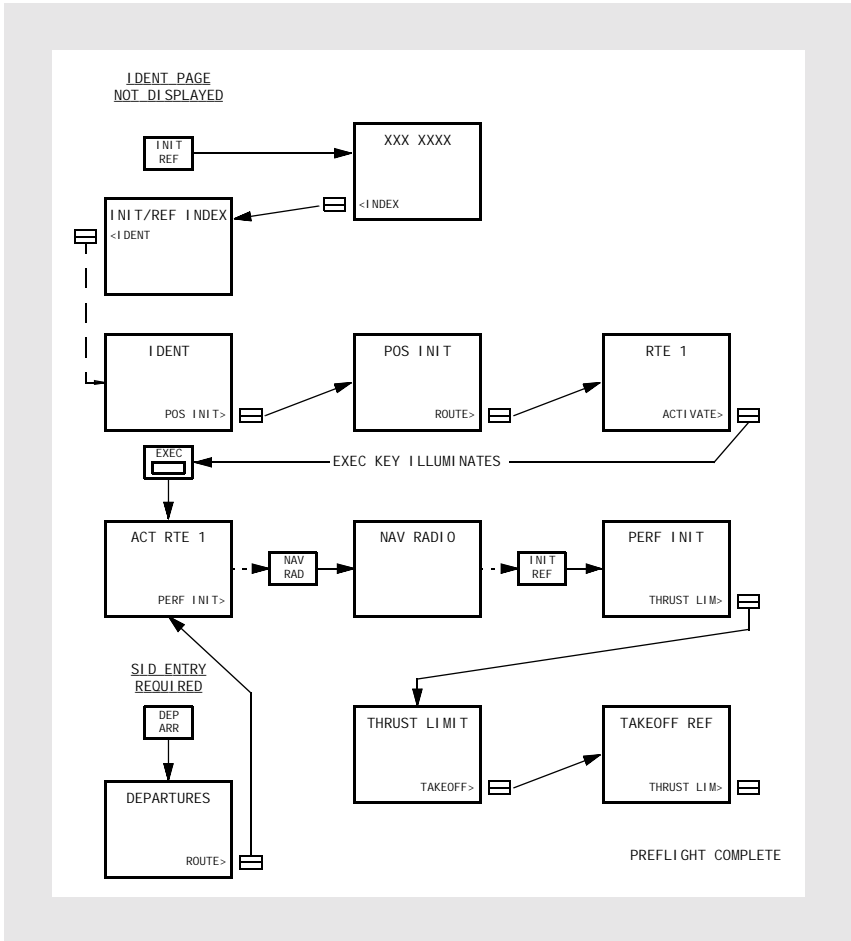 IDENT PAGE
NOT DISPLAYED
INIT
REF
XXX XXXX
<INDEX
INIT/REF INDEX
<IDENT
IDENT
POS INIT>
POS INIT
ROUTE>
RTE 1
ACTIVATE>
EXEC
EXEC KEY ILLUMINATES
ACT RTE 1
PERF INIT>
NAV
RAD
NAV RADIO
INIT
REF
PERF INIT
THRUST LIM>
SID ENTRY
REQUIRED
DEP
ARR
DEPARTURES
ROUTE>
THRUST LIMIT
TAKEOFF>
TAKEOFF REF
THRUST LIM>
PREFLIGHT COMPLETE